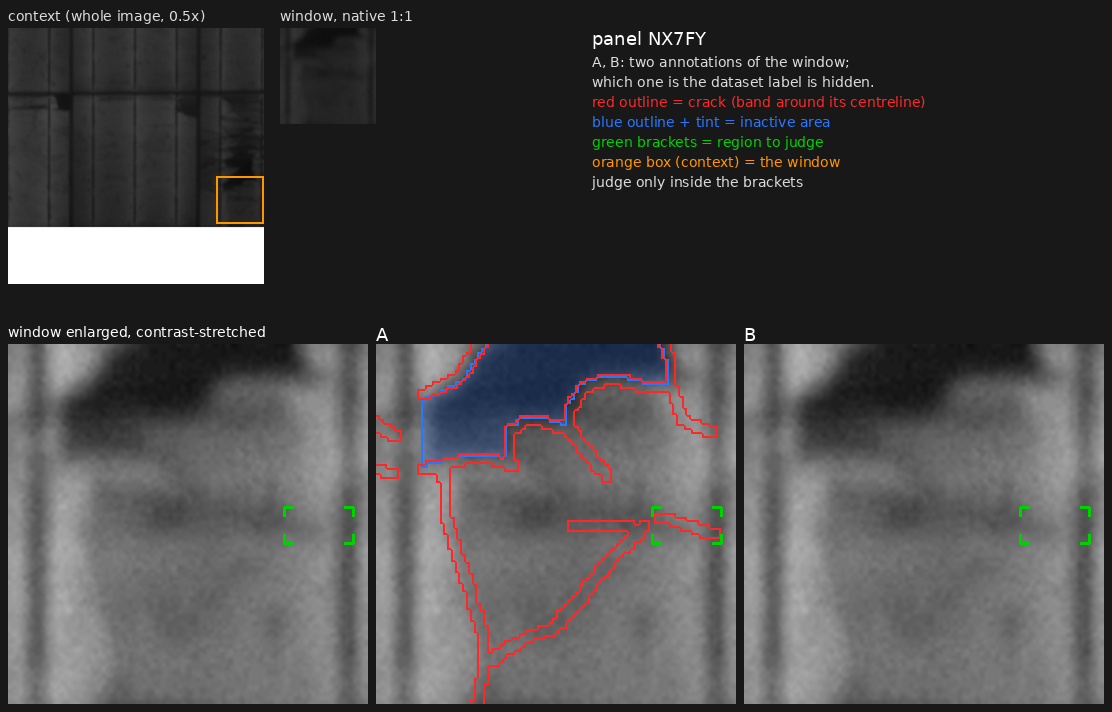 context (whole image, 0.5x)
window, native 1:1
panel NX7FY
A, B: two annotations of the window;
which one is the dataset label is hidden.
red outline = crack (band around its centreline)
blue outline + tint = inactive area
green brackets = region to judge
orange box (context) = the window
judge only inside the brackets
window enlarged, contrast-stretched
A
B